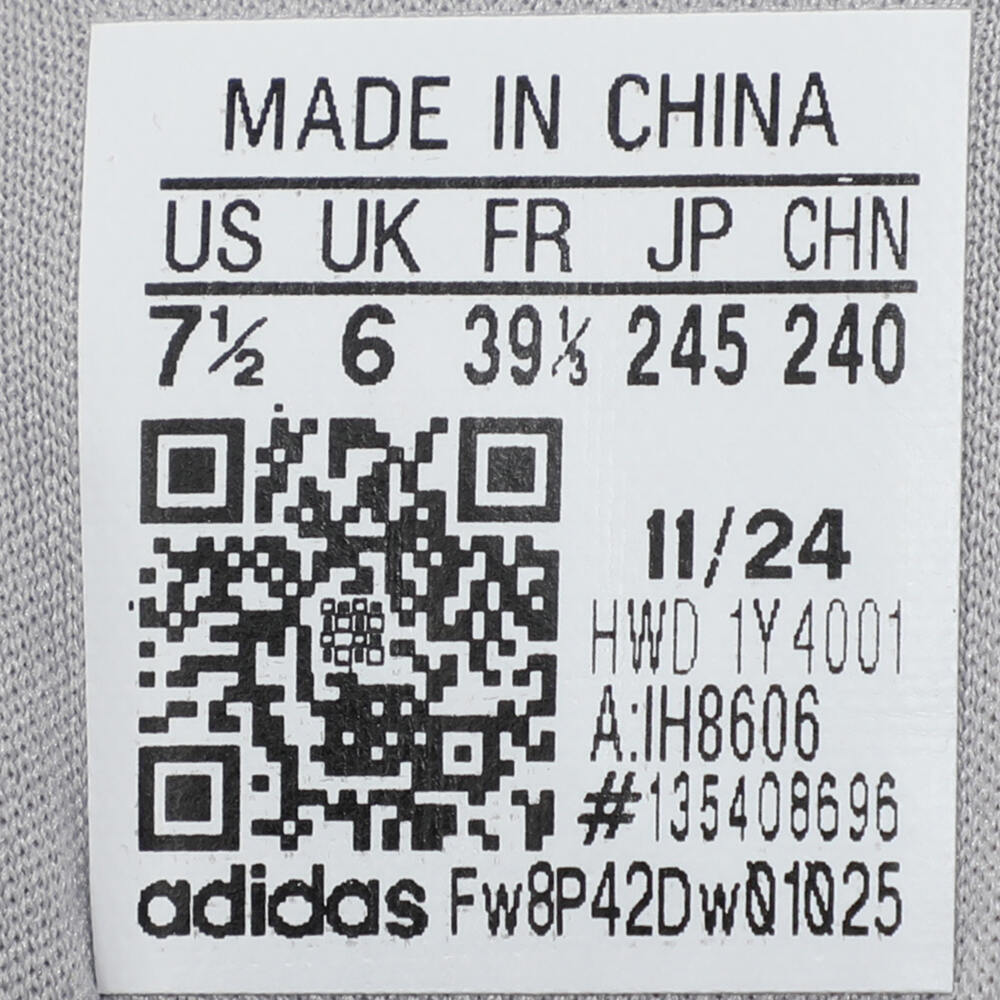 MADE IN CHINA
US UK FR JP CHN
7½ 6 39⅓ 245 240
11/24
HWD 1Y4001
A:IH8606
#135408696
adidas Fw8P42Dw01025